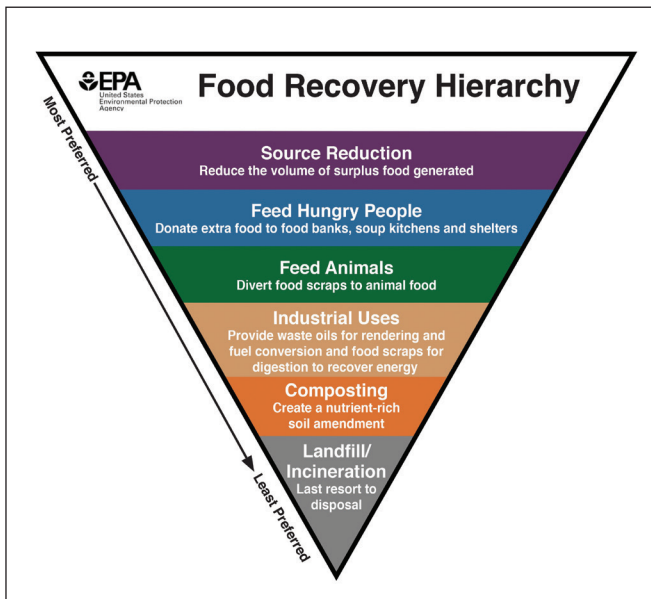 EPA
United States
Environmental Protection
Agency
Food Recovery Hierarchy
Most Preferred
Source Reduction
Reduce the volume of surplus food generated
Feed Hungry People
Donate extra food to food banks, soup kitchens and shelters
Feed Animals
Divert food scraps to animal food
Industrial Uses
Provide waste oils for rendering and
fuel conversion and food scraps for
digestion to recover energy
Composting
Create a nutrient-rich
soil amendment
Landfill/
Incineration
Last resort to
disposal
Least Preferred